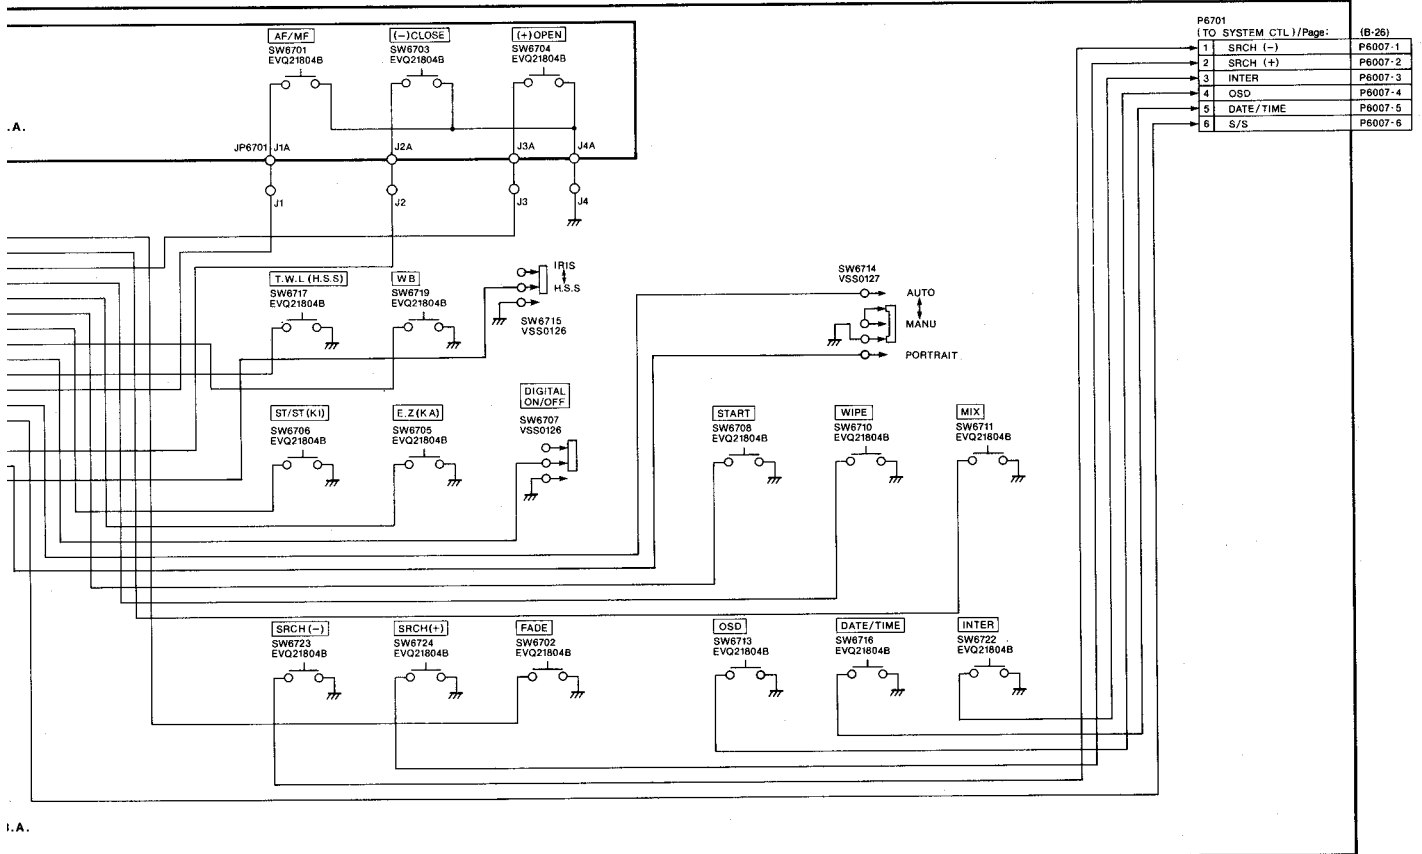 P6701
(TO SYSTEM CTL)/Page: (B-26)
1 SRCH (-) P6007-1
2 SRCH (+) P6007-2
3 INTER P6007-3
4 OSD P6007-4
5 DATE/TIME P6007-5
6 S/S P6007-6
AF/MF
SW6701
EVQ21804B
(-)CLOSE
SW6703
EVQ21804B
(+)OPEN
SW6704
EVQ21804B
.A.
JP6701 J1A J2A J3A J4A
J1 J2 J3 J4
T.W.L(H.S.S)
SW6717
EVQ21804B
WB
SW6719
EVQ21804B
IRIS
H.S.S
SW6715
VSS0126
SW6714
VSS0127
AUTO
MANU
PORTRAIT
ST/ST(KI)
SW6706
EVQ21804B
E.Z(KA)
SW6705
EVQ21804B
DIGITAL
ON/OFF
SW6707
VSS0126
START
SW6708
EVQ21804B
WIPE
SW6710
EVQ21804B
MIX
SW6711
EVQ21804B
SRCH(-)
SW6723
EVQ21804B
SRCH(+)
SW6724
EVQ21804B
FADE
SW6702
EVQ21804B
OSD
SW6713
EVQ21804B
DATE/TIME
SW6716
EVQ21804B
INTER
SW6722
EVQ21804B
.A.